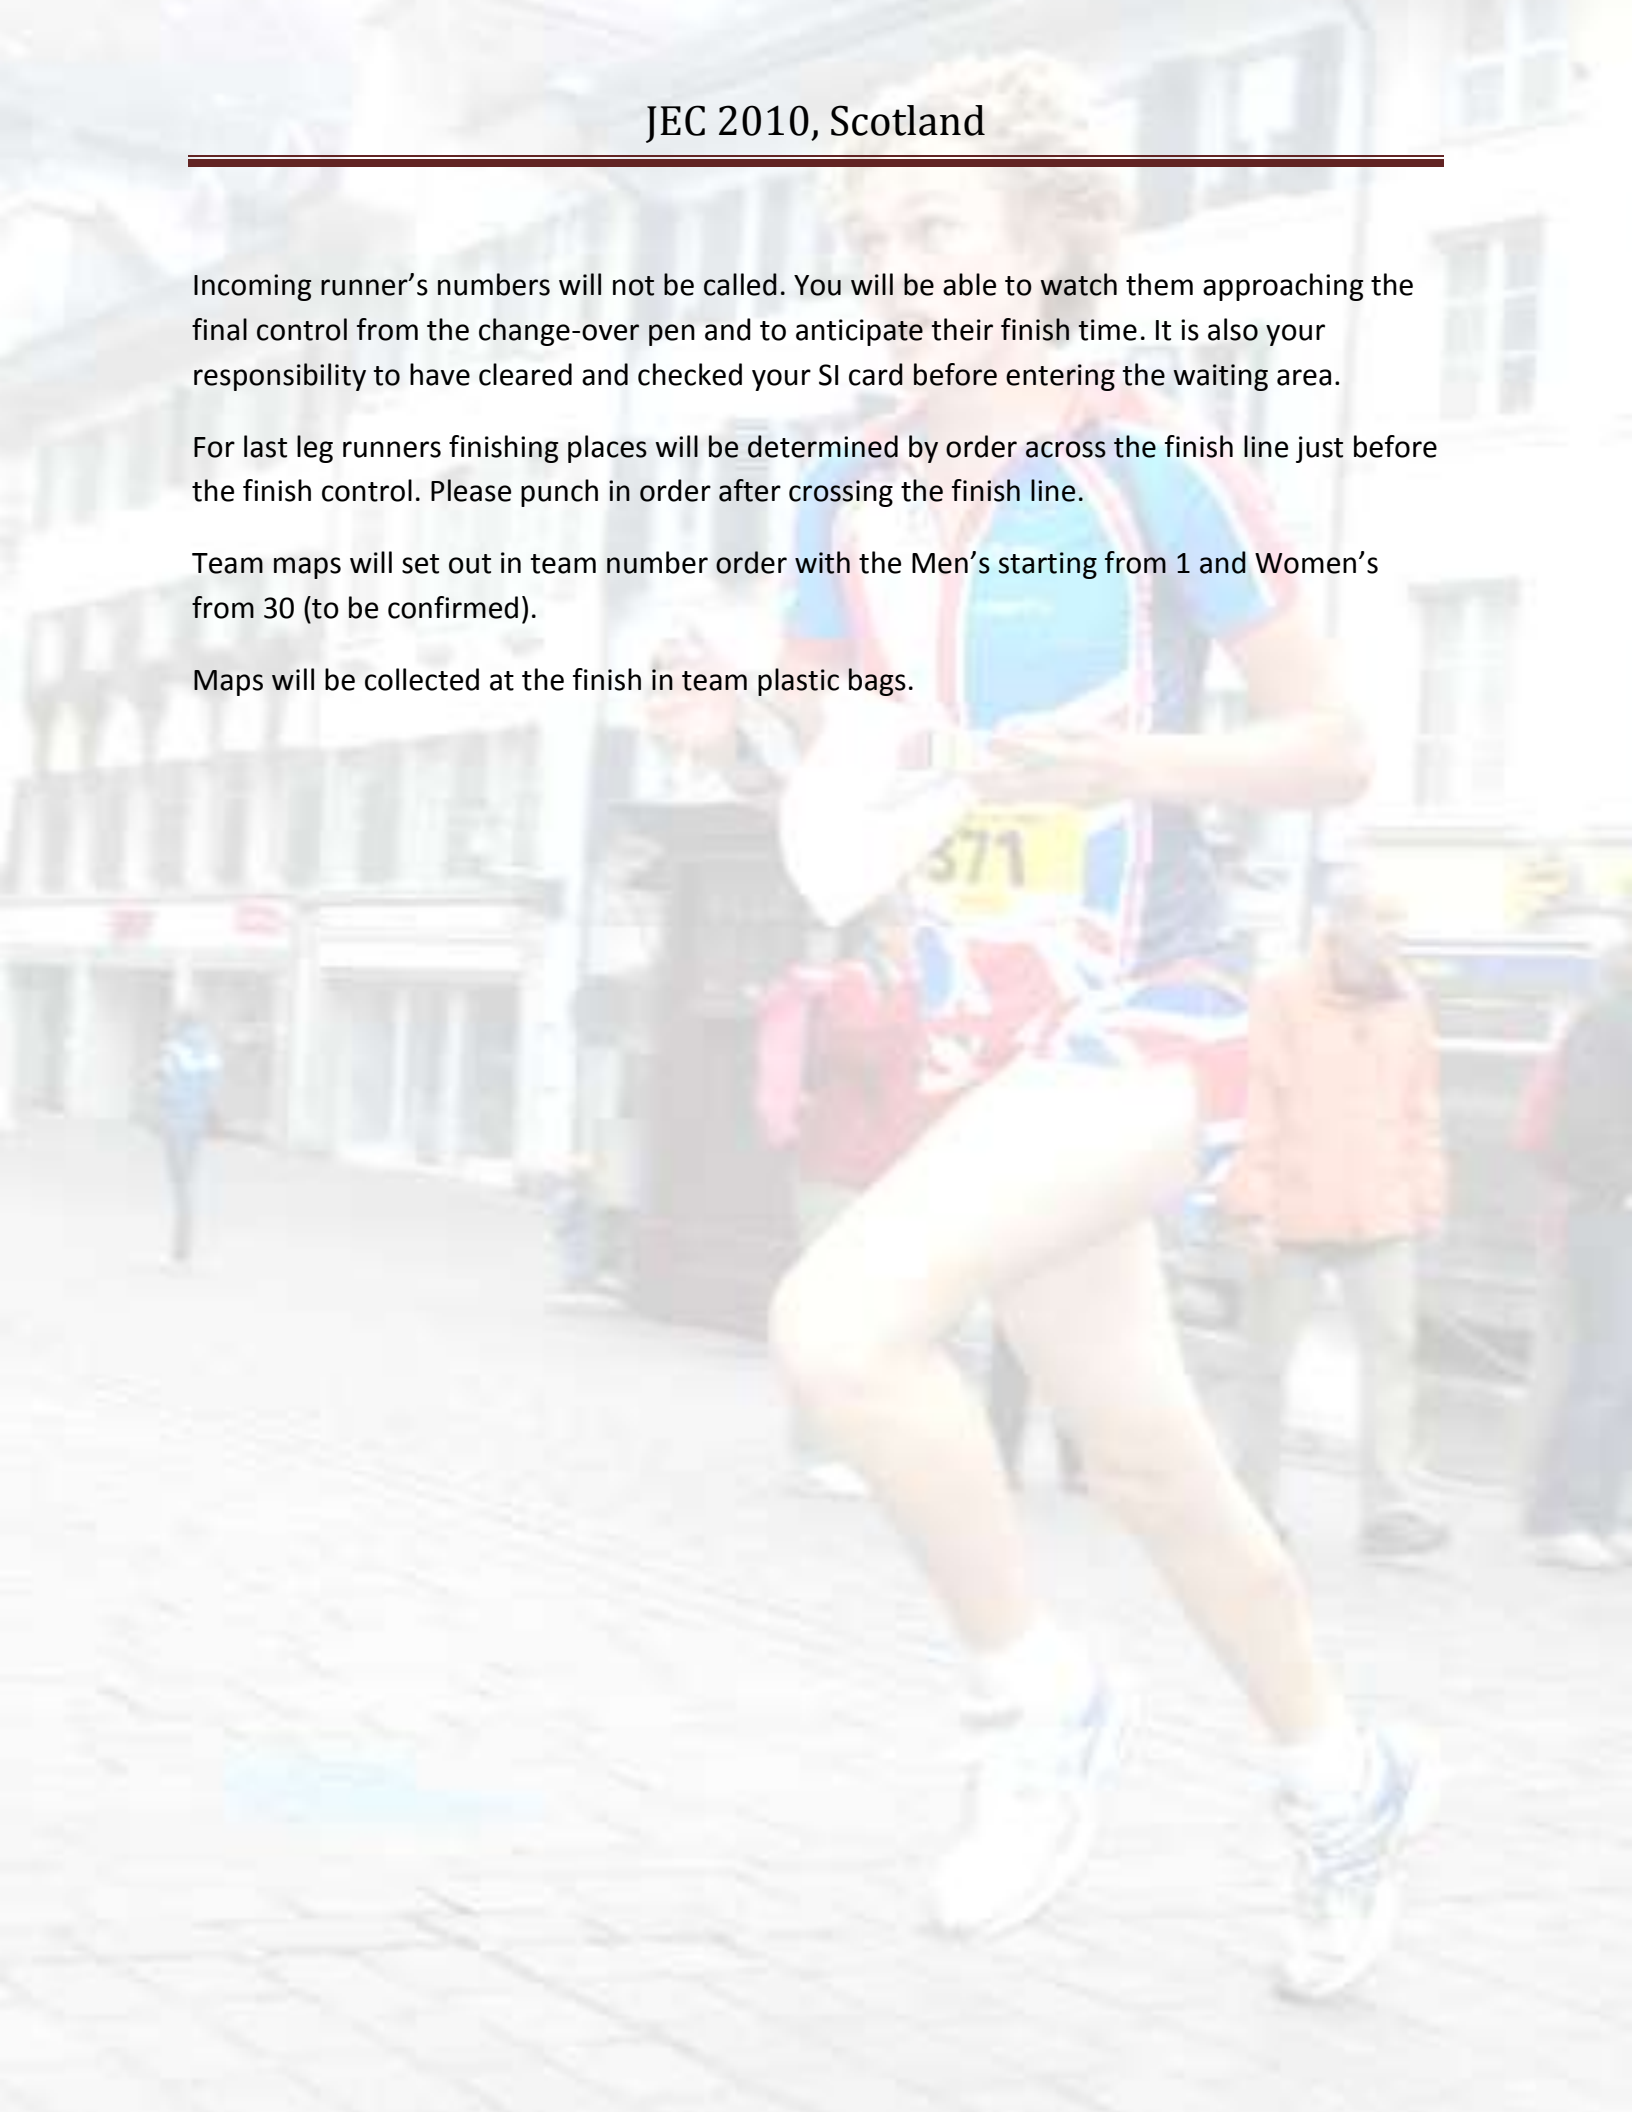 JEC 2010, Scotland
Incoming runner’s numbers will not be called. You will be able to watch them approaching the
final control from the change-over pen and to anticipate their finish time. It is also your
responsibility to have cleared and checked your SI card before entering the waiting area.
For last leg runners finishing places will be determined by order across the finish line just before
the finish control. Please punch in order after crossing the finish line.
Team maps will set out in team number order with the Men’s starting from 1 and Women’s
from 30 (to be confirmed).
Maps will be collected at the finish in team plastic bags.
371